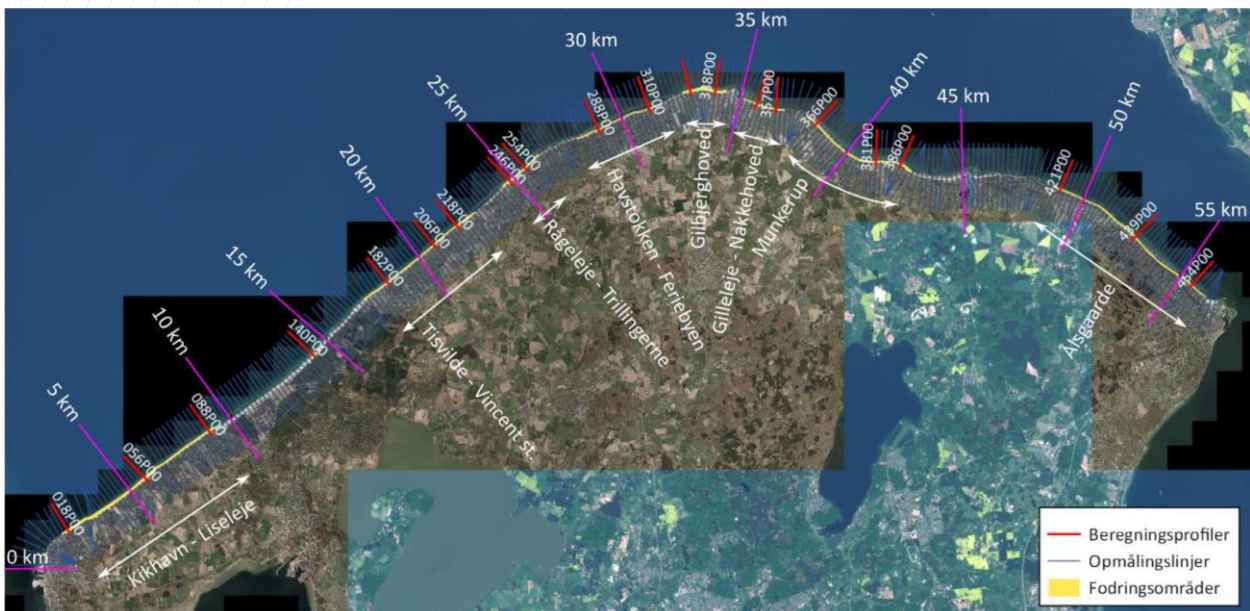 0 km
5 km
10 km
15 km
20 km
25 km
30 km
35 km
40 km
45 km
50 km
55 km
018P00
056P00
088P00
140P00
182P00
206P00
218P00
246P00
254P00
288P00
310P00
338P00
357P00
366P00
381P00
386P00
421P00
439P00
454P00
Kikhavn - Liseleje
Tisvilde - Vincent st.
Rågeleje - Trillingerne
Havstokken - Feriebyen
Gilbjerghoved
Gilleleje - Nakkehoved
Munkerup
Ålsgaarde
Beregningsprofiler
Opmålingslinjer
Fodringsområder